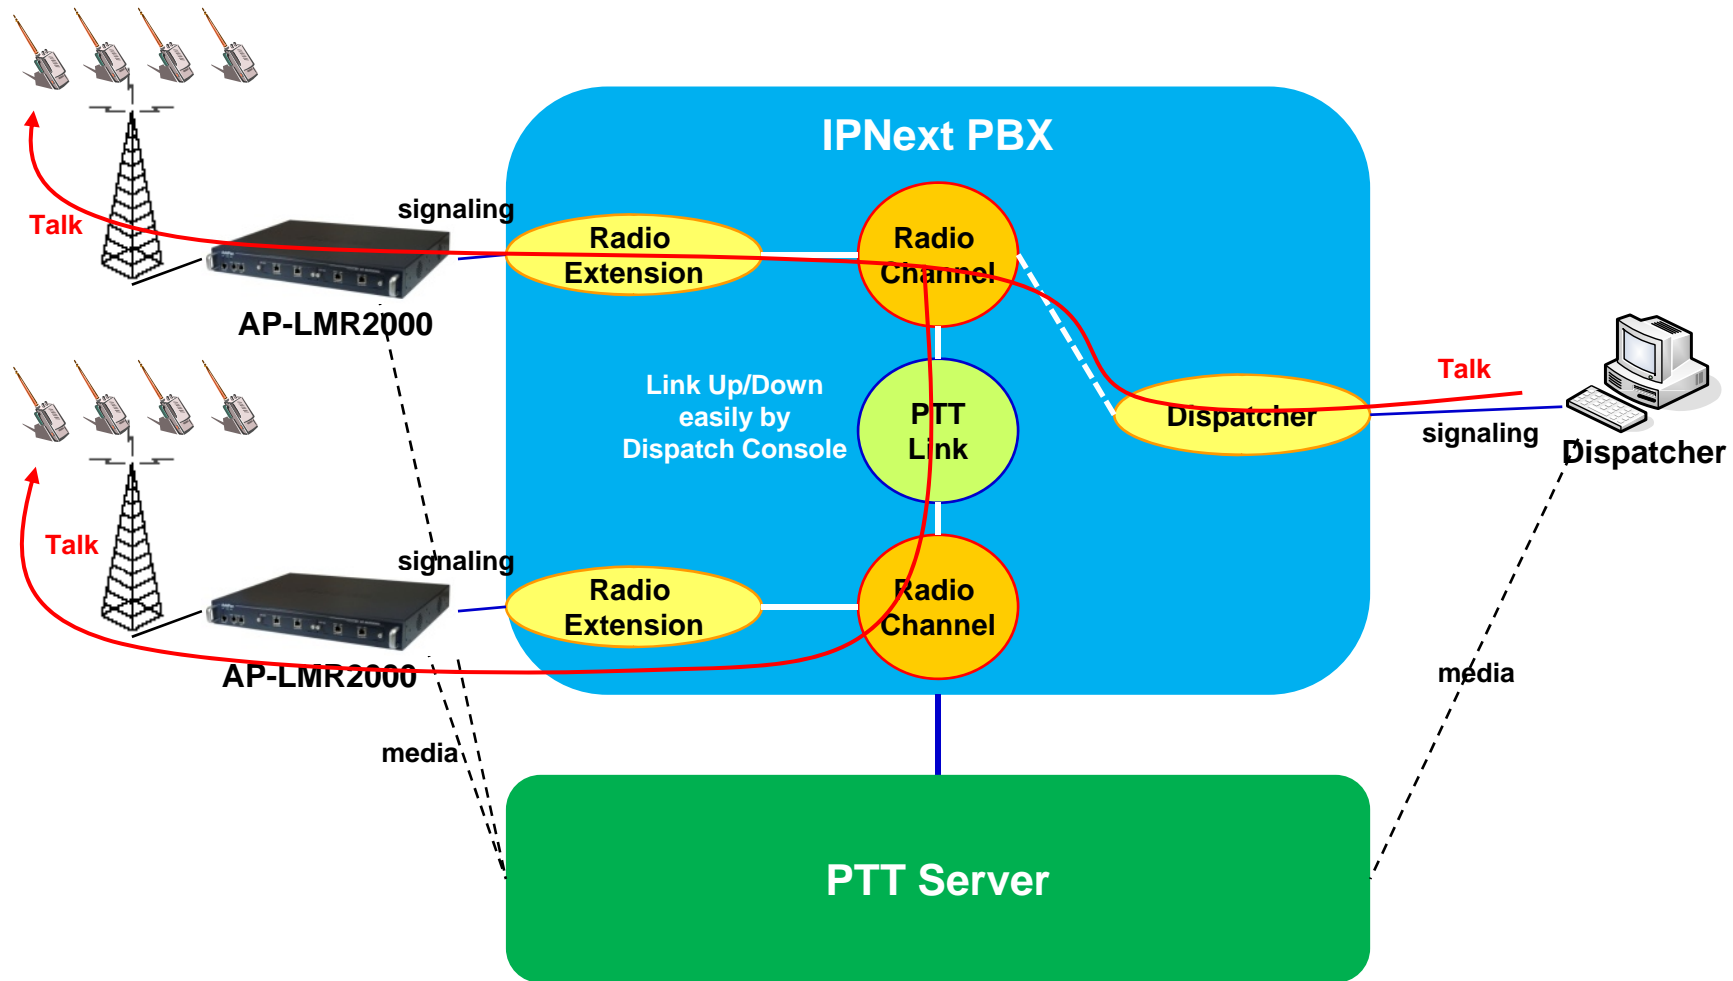 IPNext PBX
signaling
Talk
Radio
Extension
Radio
Channel
AP-LMR2000
Link Up/Down
easily by
Dispatch Console
PTT
Link
Dispatcher
Talk
signaling
Dispatcher
Talk
signaling
Radio
Extension
Radio
Channel
AP-LMR2000
media
media
PTT Server